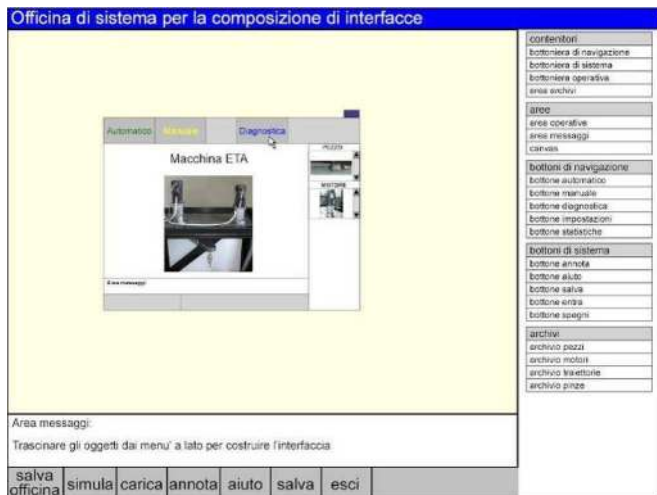 Officina di sistema per la composizione di interfacce
Automatico Manuale Diagnostica
Macchina ETA
PEZZI
MOTORI
Area messaggi
contenitori
bottoniera di navigazione
bottoniera di sistema
bottoniera operativa
area archivi
aree
area operative
area messaggi
canvas
bottoni di navigazione
bottone automatico
bottone manuale
bottone diagnostica
bottone impostazioni
bottone statistiche
bottoni di sistema
bottone annota
bottone aiuto
bottone salva
bottone entra
bottone spegni
archivi
archivio pezzi
archivio motori
archivio traiettorie
archivio pinze
Area messaggi:
Trascinare gli oggetti dai menu' a lato per costruire l'interfaccia
salva officina simula carica annota aiuto salva esci